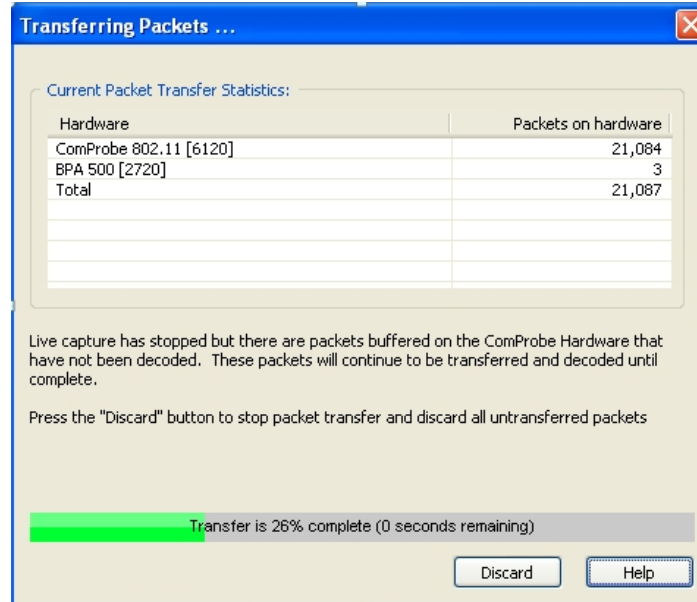 Transferring Packets ...
Current Packet Transfer Statistics:
Hardware Packets on hardware
ComProbe 802.11 [6120] 21,084
BPA 500 [2720] 3
Total 21,087
Live capture has stopped but there are packets buffered on the ComProbe Hardware that
have not been decoded. These packets will continue to be transferred and decoded until
complete.
Press the "Discard" button to stop packet transfer and discard all untransferred packets
Transfer is 26% complete (0 seconds remaining)
Discard Help